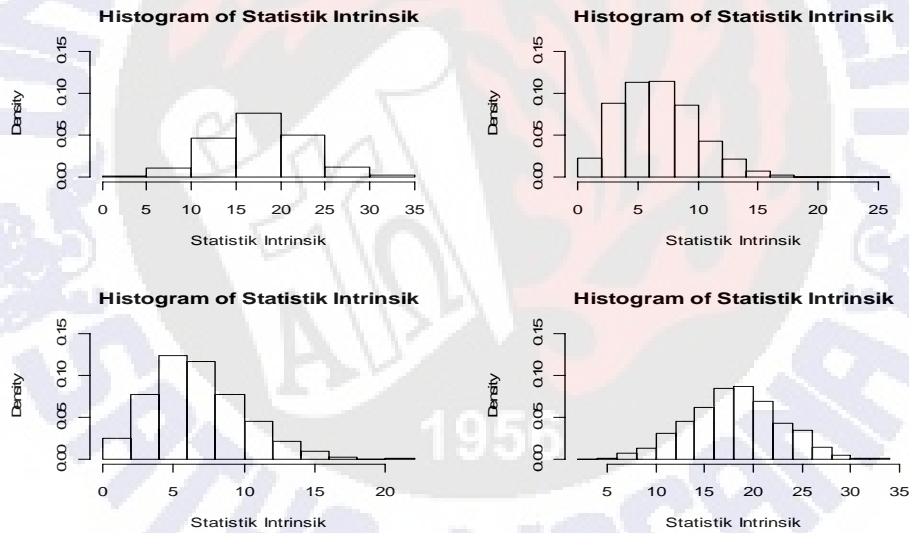 Histogram of Statistik Intrinsik
Density
0.00 0.05 0.10 0.15
0 5 10 15 20 25 30 35
Statistik Intrinsik
Histogram of Statistik Intrinsik
Density
0.00 0.05 0.10 0.15
0 5 10 15 20 25
Statistik Intrinsik
Histogram of Statistik Intrinsik
Density
0.00 0.05 0.10 0.15
0 5 10 15 20
Statistik Intrinsik
Histogram of Statistik Intrinsik
Density
0.00 0.05 0.10 0.15
5 10 15 20 25 30 35
Statistik Intrinsik
Α Ω
1956